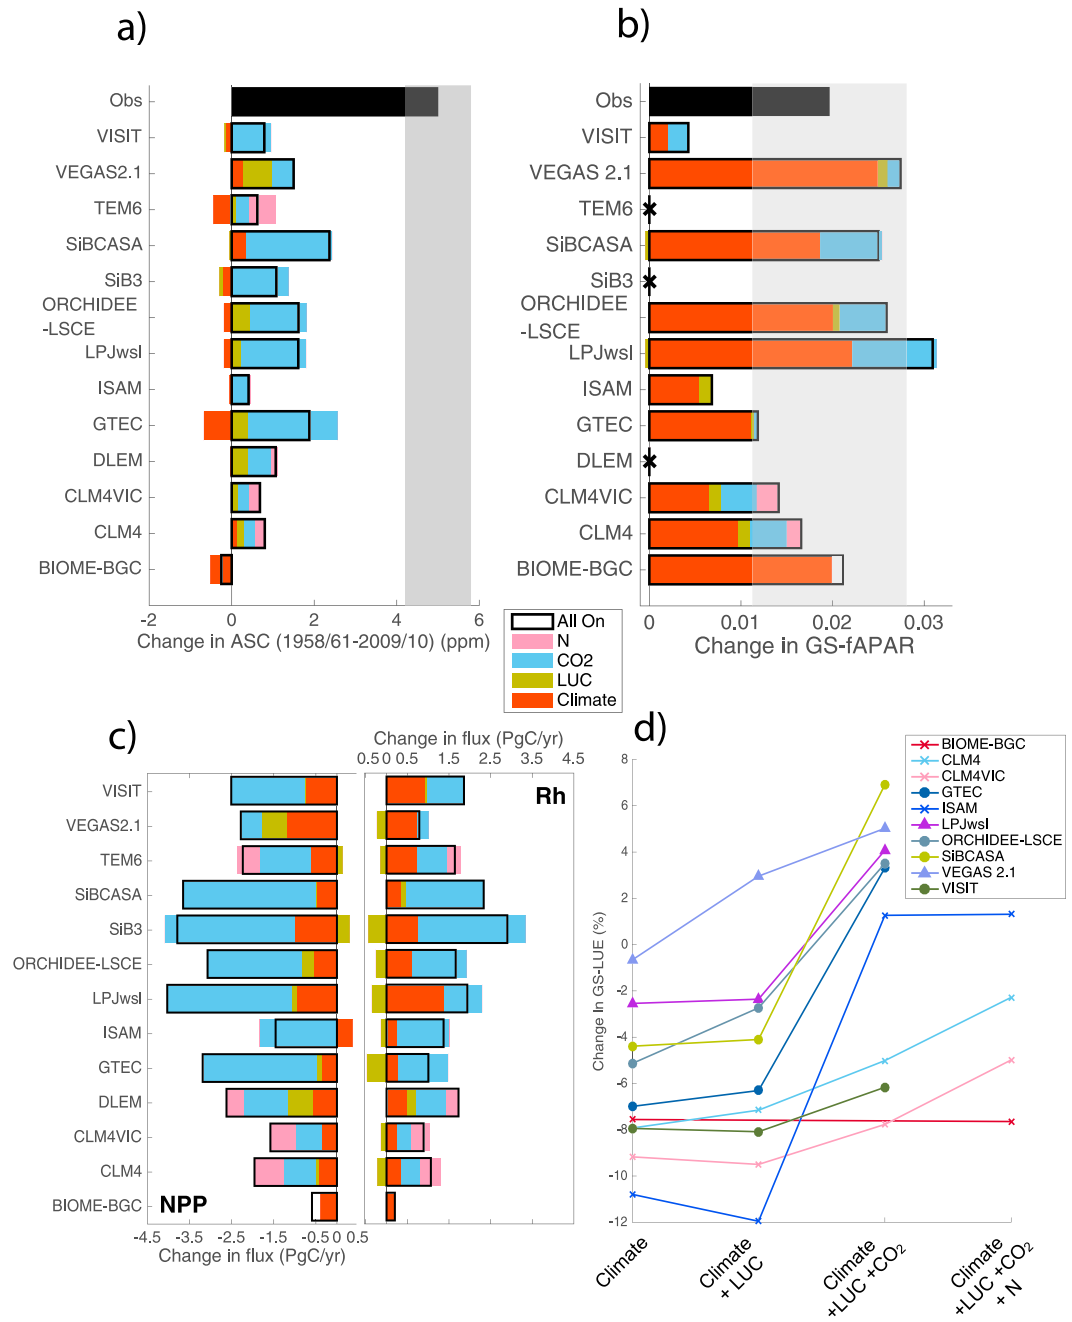 a)
Obs
VISIT
VEGAS2.1
TEM6
SiBCASA
SiB3
ORCHIDEE
-LSCE
LPJwsl
ISAM
GTEC
DLEM
CLM4VIC
CLM4
BIOME-BGC
-2 0 2 4 6
Change in ASC (1958/61-2009/10) (ppm)
b)
Obs
VISIT
VEGAS 2.1
TEM6
SiBCASA
SiB3
ORCHIDEE
-LSCE
LPJwsl
ISAM
GTEC
DLEM
CLM4VIC
CLM4
BIOME-BGC
0 0.01 0.02 0.03
Change in GS-fAPAR
All On
N
CO2
LUC
Climate
c)
Change in flux (PgC/yr)
0.5 0.5 1.5 2.5 3.5 4.5
Rh
VISIT
VEGAS2.1
TEM6
SiBCASA
SiB3
ORCHIDEE-LSCE
LPJwsl
ISAM
GTEC
DLEM
CLM4VIC
CLM4
BIOME-BGC
NPP
-4.5 -3.5 -2.5 -1.5 -0.5 0 0.5
Change in flux (PgC/yr)
d)
BIOME-BGC
CLM4
CLM4VIC
GTEC
ISAM
LPJwsl
ORCHIDEE-LSCE
SiBCASA
VEGAS 2.1
VISIT
8
6
4
2
0
-2
-4
-6
-8
-10
-12
Change In GS-LUE (%)
Climate
Climate
+ LUC
Climate
+LUC +CO2
Climate
+LUC +CO2
+ N